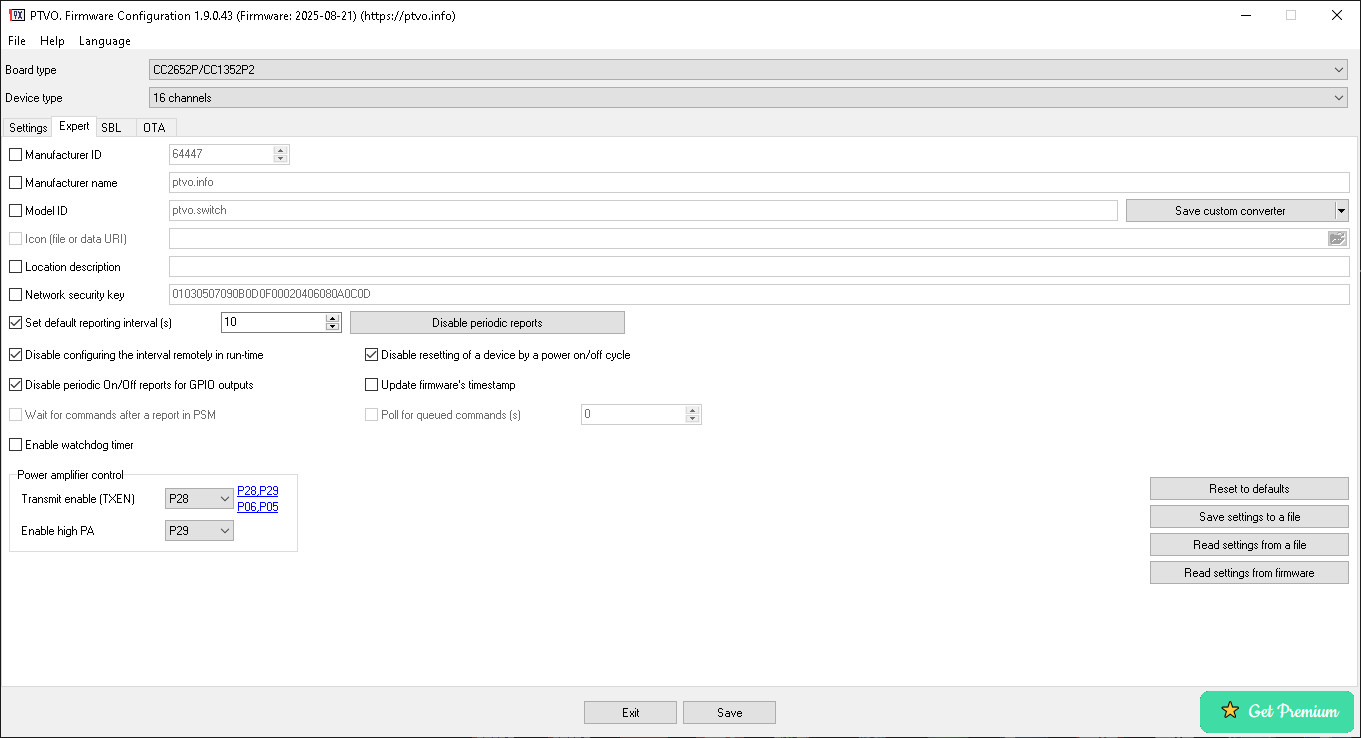 PTVO. Firmware Configuration 1.9.0.43 (Firmware: 2025-08-21) (https://ptvo.info)
File Help Language
Board type CC2652P/CC1352P2
Device type 16 channels
Settings Expert SBL OTA
Manufacturer ID 64447
Manufacturer name ptvo.info
Model ID ptvo.switch Save custom converter
Icon (file or data URI)
Location description
Network security key 01030507090B0D0F00020406080A0C0D
Set default reporting interval (s) 10 Disable periodic reports
Disable configuring the interval remotely in run-time Disable resetting of a device by a power on/off cycle
Disable periodic On/Off reports for GPIO outputs Update firmware's timestamp
Wait for commands after a report in PSM Poll for queued commands (s) 0
Enable watchdog timer
Power amplifier control
Transmit enable (TXEN) P28 P28,P29
P06,P05
Enable high PA P29
Reset to defaults
Save settings to a file
Read settings from a file
Read settings from firmware
Exit Save Get Premium